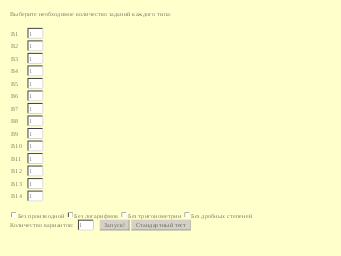 Выберите необходимое количество заданий каждого типа:
B1 1
B2 1
B3 1
B4 1
B5 1
B6 1
B7 1
B8 1
B9 1
B10 1
B11 1
B12 1
B13 1
B14 1
Без производной Без логарифмов Без тригонометрии Без дробных степеней
Количество вариантов: 1 Запуск! Стандартный тест